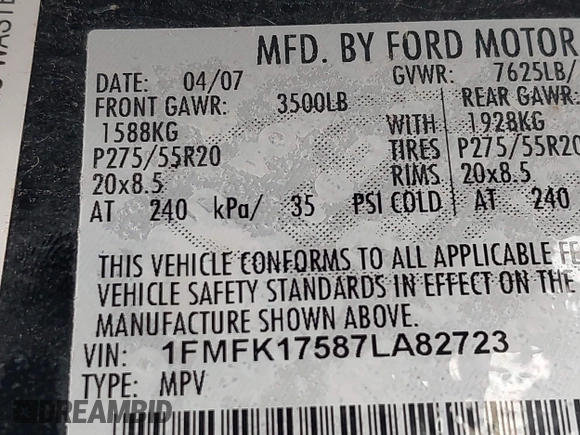 WASTE
MFD. BY FORD MOTOR
DATE: 04/07 GVWR: 7625LB/
FRONT GAWR: 3500LB REAR GAWR:
1588KG WITH 1928KG
P275/55R20 TIRES P275/55R20
20x8.5 RIMS 20x8.5
AT 240 kPa/ 35 PSI COLD AT 240
THIS VEHICLE CONFORMS TO ALL APPLICABLE FE
VEHICLE SAFETY STANDARDS IN EFFECT ON THE
MANUFACTURE SHOWN ABOVE.
VIN: 1FMFK17587LA82723
TYPE: MPV
DREAMBID